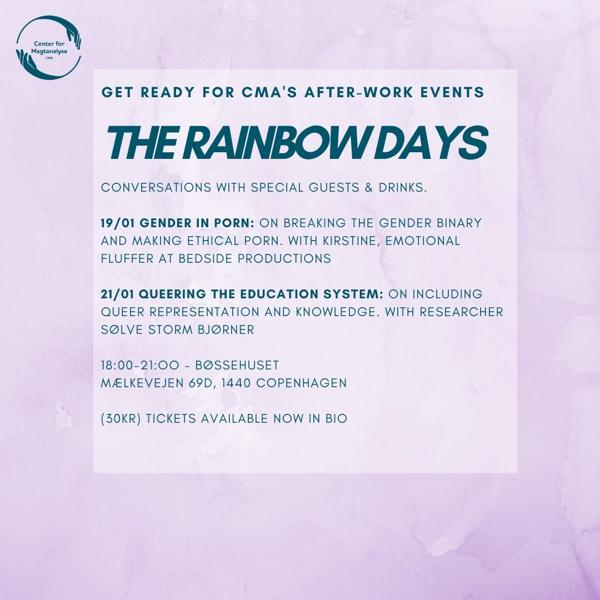 Center for
Magtanalyse
CMA
GET READY FOR CMA'S AFTER-WORK EVENTS
THE RAINBOW DAYS
CONVERSATIONS WITH SPECIAL GUESTS & DRINKS.
19/01 GENDER IN PORN: ON BREAKING THE GENDER BINARY
AND MAKING ETHICAL PORN. WITH KIRSTINE, EMOTIONAL
FLUFFER AT BEDSIDE PRODUCTIONS
21/01 QUEERING THE EDUCATION SYSTEM: ON INCLUDING
QUEER REPRESENTATION AND KNOWLEDGE. WITH RESEARCHER
SØLVE STORM BJØRNER
18:00-21:OO - BØSSEHUSET
MÆLKEVEJEN 69D, 1440 COPENHAGEN
(30KR) TICKETS AVAILABLE NOW IN BIO